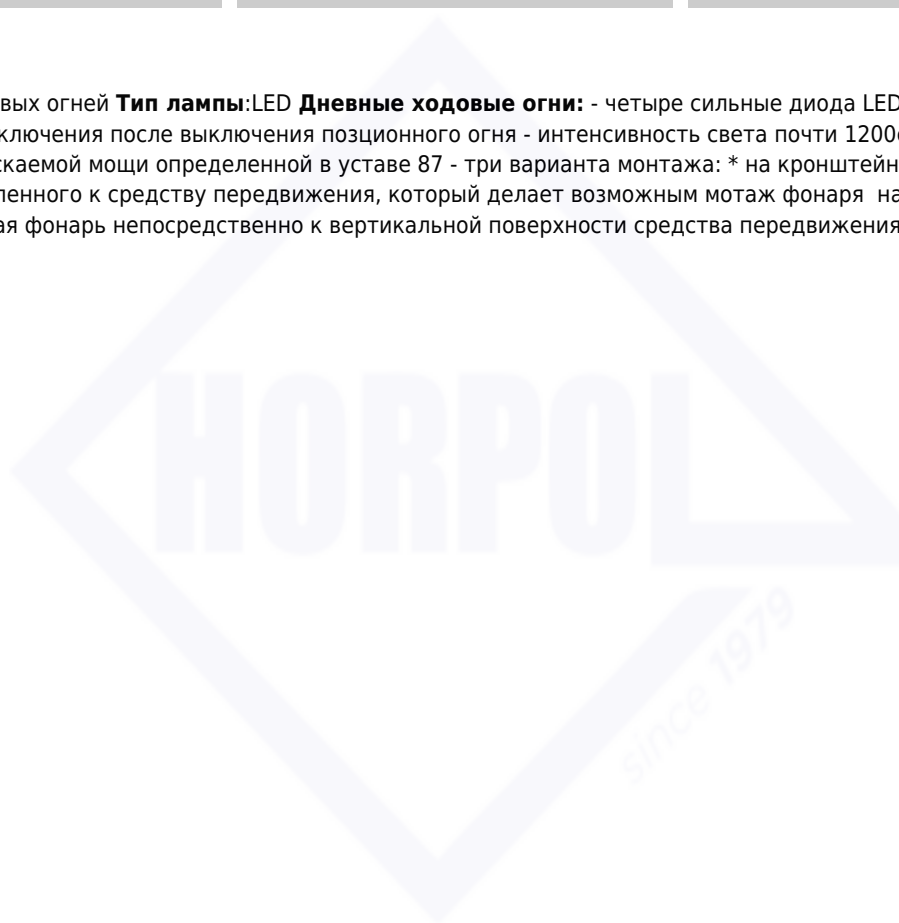 вых огней Тип лампы:LED Дневные ходовые огни: - четыре сильные диода LED
ключения после выключения позционного огня - интенсивность света почти 1200
скаемой мощи определенной в уставе 87 - три варианта монтажа: * на кронштейн
ленного к средству передвижения, который делает возможным мотаж фонаря на
ая фонарь непосредственно к вертикальной поверхности средства передвижения
HORPOL
since 1979